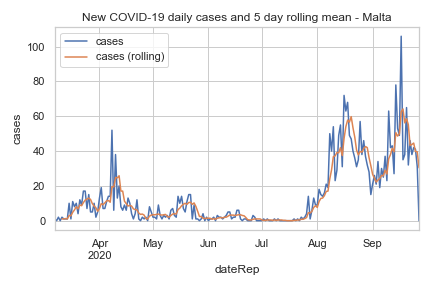 New COVID-19 daily cases and 5 day rolling mean - Malta
cases
cases (rolling)
cases
100
80
60
40
20
0
Apr
2020
May
Jun
Jul
Aug
Sep
dateRep